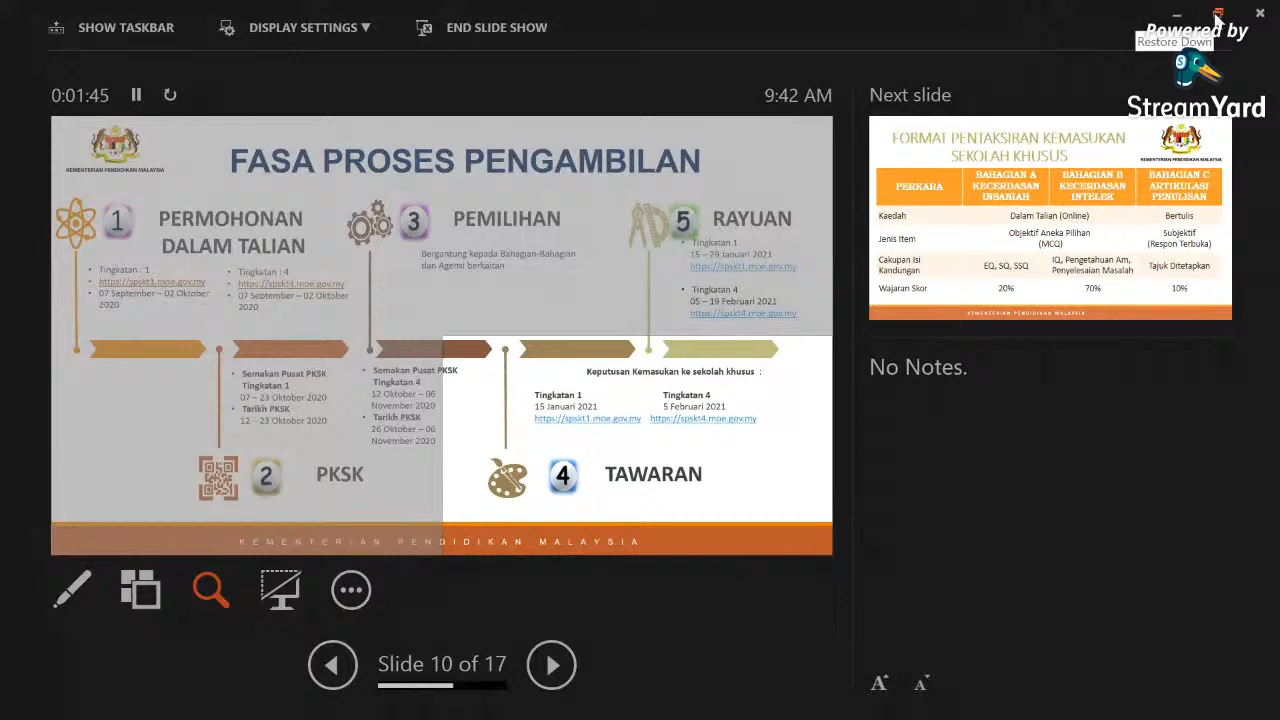 SHOW TASKBAR
DISPLAY SETTINGS ▼
END SLIDE SHOW
Powered by
Restore Down
StreamYard
0:01:45
9:42 AM
Next slide
KEMENTERIAN PENDIDIKAN MALAYSIA
FASA PROSES PENGAMBILAN
1
PERMOHONAN
DALAM TALIAN
• Tingkatan : 1
• https://spskt1.moe.gov.my
• 07 September – 02 Oktober
2020
• Tingkatan : 4
• https://spskt4.moe.gov.my
• 07 September – 02 Oktober
2020
3
PEMILIHAN
Bergantung kepada Bahagian-Bahagian
dan Agensi berkaitan
5
RAYUAN
• Tingkatan 1
15 – 29 Januari 2021
https://spskt1.moe.gov.my
• Tingkatan 4
05 – 19 Februari 2021
https://spskt4.moe.gov.my
• Semakan Pusat PKSK
Tingkatan 1
07 – 23 Oktober 2020
• Tarikh PKSK
12 – 23 Oktober 2020
• Semakan Pusat PKSK
Tingkatan 4
12 Oktober – 06
November 2020
• Tarikh PKSK
26 Oktober – 06
November 2020
Keputusan Kemasukan ke sekolah khusus :
Tingkatan 1
15 Januari 2021
https://spskt1.moe.gov.my
Tingkatan 4
5 Februari 2021
https://spskt4.moe.gov.my
2
PKSK
4
TAWARAN
KEMENTERIAN PENDIDIKAN MALAYSIA
FORMAT PENTAKSIRAN KEMASUKAN
SEKOLAH KHUSUS
KEMENTERIAN PENDIDIKAN MALAYSIA
PERKARA
BAHAGIAN A
KECERDASAN
INSANIAH
BAHAGIAN B
KECERDASAN
INTELEK
BAHAGIAN C
ARTIKULASI
PENULISAN
Kaedah
Dalam Talian (Online)
Bertulis
Jenis Item
Objektif Aneka Pilihan
(MCQ)
Subjektif
(Respon Terbuka)
Cakupan Isi
Kandungan
EQ, SQ, SSQ
IQ, Pengetahuan Am,
Penyelesaian Masalah
Tajuk Ditetapkan
Wajaran Skor
20%
70%
10%
KEMENTERIAN PENDIDIKAN MALAYSIA
No Notes.
Slide 10 of 17
A A